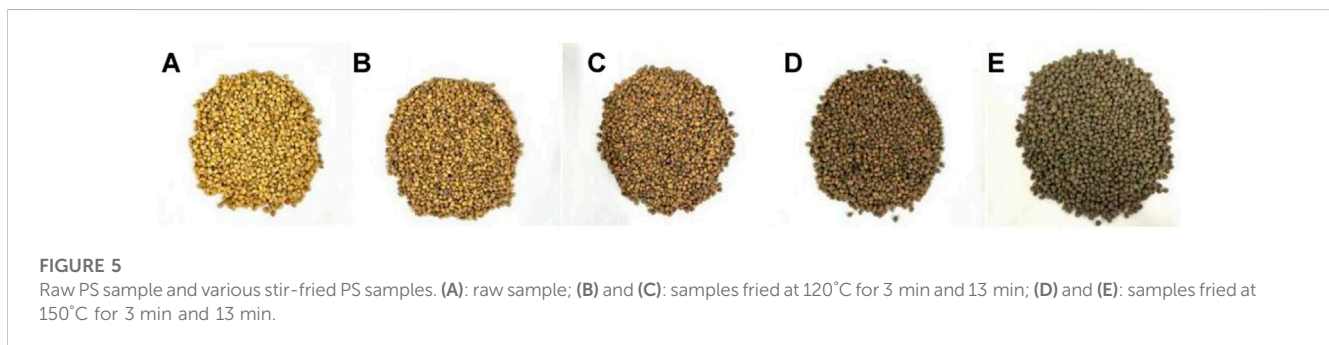 A B C D E
FIGURE 5
Raw PS sample and various stir-fried PS samples. (A): raw sample; (B) and (C): samples fried at 120°C for 3 min and 13 min; (D) and (E): samples fried at
150°C for 3 min and 13 min.